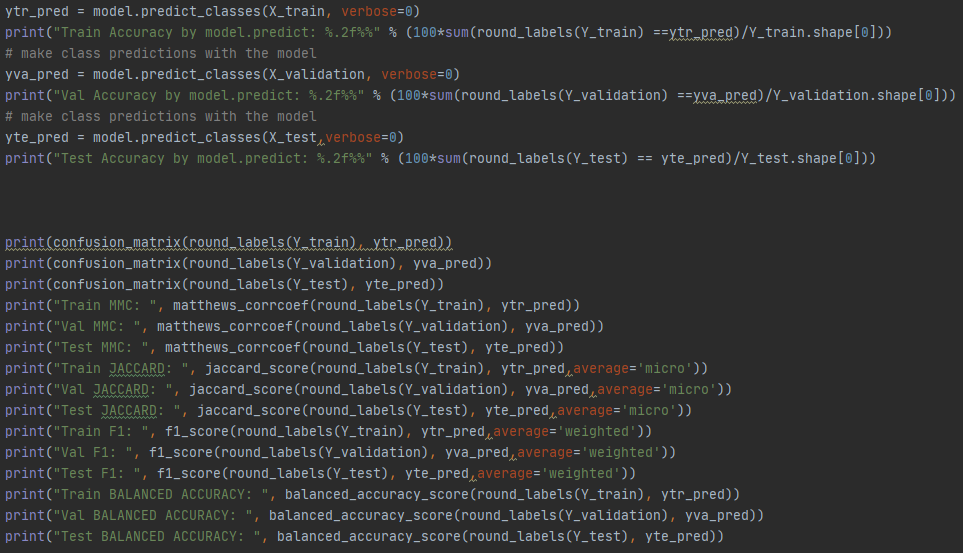 ytr_pred = model.predict_classes(X_train, verbose=0)
print("Train Accuracy by model.predict: %.2f%%" % (100*sum(round_labels(Y_train) ==ytr_pred)/Y_train.shape[0]))
# make class predictions with the model
yva_pred = model.predict_classes(X_validation, verbose=0)
print("Val Accuracy by model.predict: %.2f%%" % (100*sum(round_labels(Y_validation) ==yva_pred)/Y_validation.shape[0]))
# make class predictions with the model
yte_pred = model.predict_classes(X_test,verbose=0)
print("Test Accuracy by model.predict: %.2f%%" % (100*sum(round_labels(Y_test) == yte_pred)/Y_test.shape[0]))
print(confusion_matrix(round_labels(Y_train), ytr_pred))
print(confusion_matrix(round_labels(Y_validation), yva_pred))
print(confusion_matrix(round_labels(Y_test), yte_pred))
print("Train MMC: ", matthews_corrcoef(round_labels(Y_train), ytr_pred))
print("Val MMC: ", matthews_corrcoef(round_labels(Y_validation), yva_pred))
print("Test MMC: ", matthews_corrcoef(round_labels(Y_test), yte_pred))
print("Train JACCARD: ", jaccard_score(round_labels(Y_train), ytr_pred,average='micro'))
print("Val JACCARD: ", jaccard_score(round_labels(Y_validation), yva_pred,average='micro'))
print("Test JACCARD: ", jaccard_score(round_labels(Y_test), yte_pred,average='micro'))
print("Train F1: ", f1_score(round_labels(Y_train), ytr_pred,average='weighted'))
print("Val F1: ", f1_score(round_labels(Y_validation), yva_pred,average='weighted'))
print("Test F1: ", f1_score(round_labels(Y_test), yte_pred,average='weighted'))
print("Train BALANCED ACCURACY: ", balanced_accuracy_score(round_labels(Y_train), ytr_pred))
print("Val BALANCED ACCURACY: ", balanced_accuracy_score(round_labels(Y_validation), yva_pred))
print("Test BALANCED ACCURACY: ", balanced_accuracy_score(round_labels(Y_test), yte_pred))